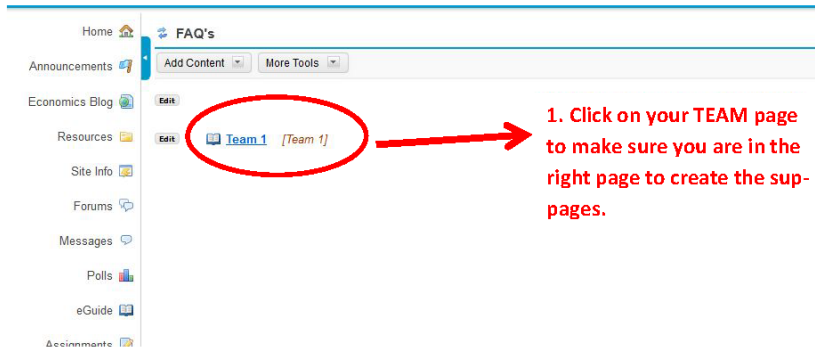 Home
Announcements
Economics Blog
Resources
Site Info
Forums
Messages
Polls
eGuide
Assignments
FAQ's
Add Content
More Tools
Edit
Edit
Team 1 [Team 1]
1. Click on your TEAM page
to make sure you are in the
right page to create the sup-
pages.